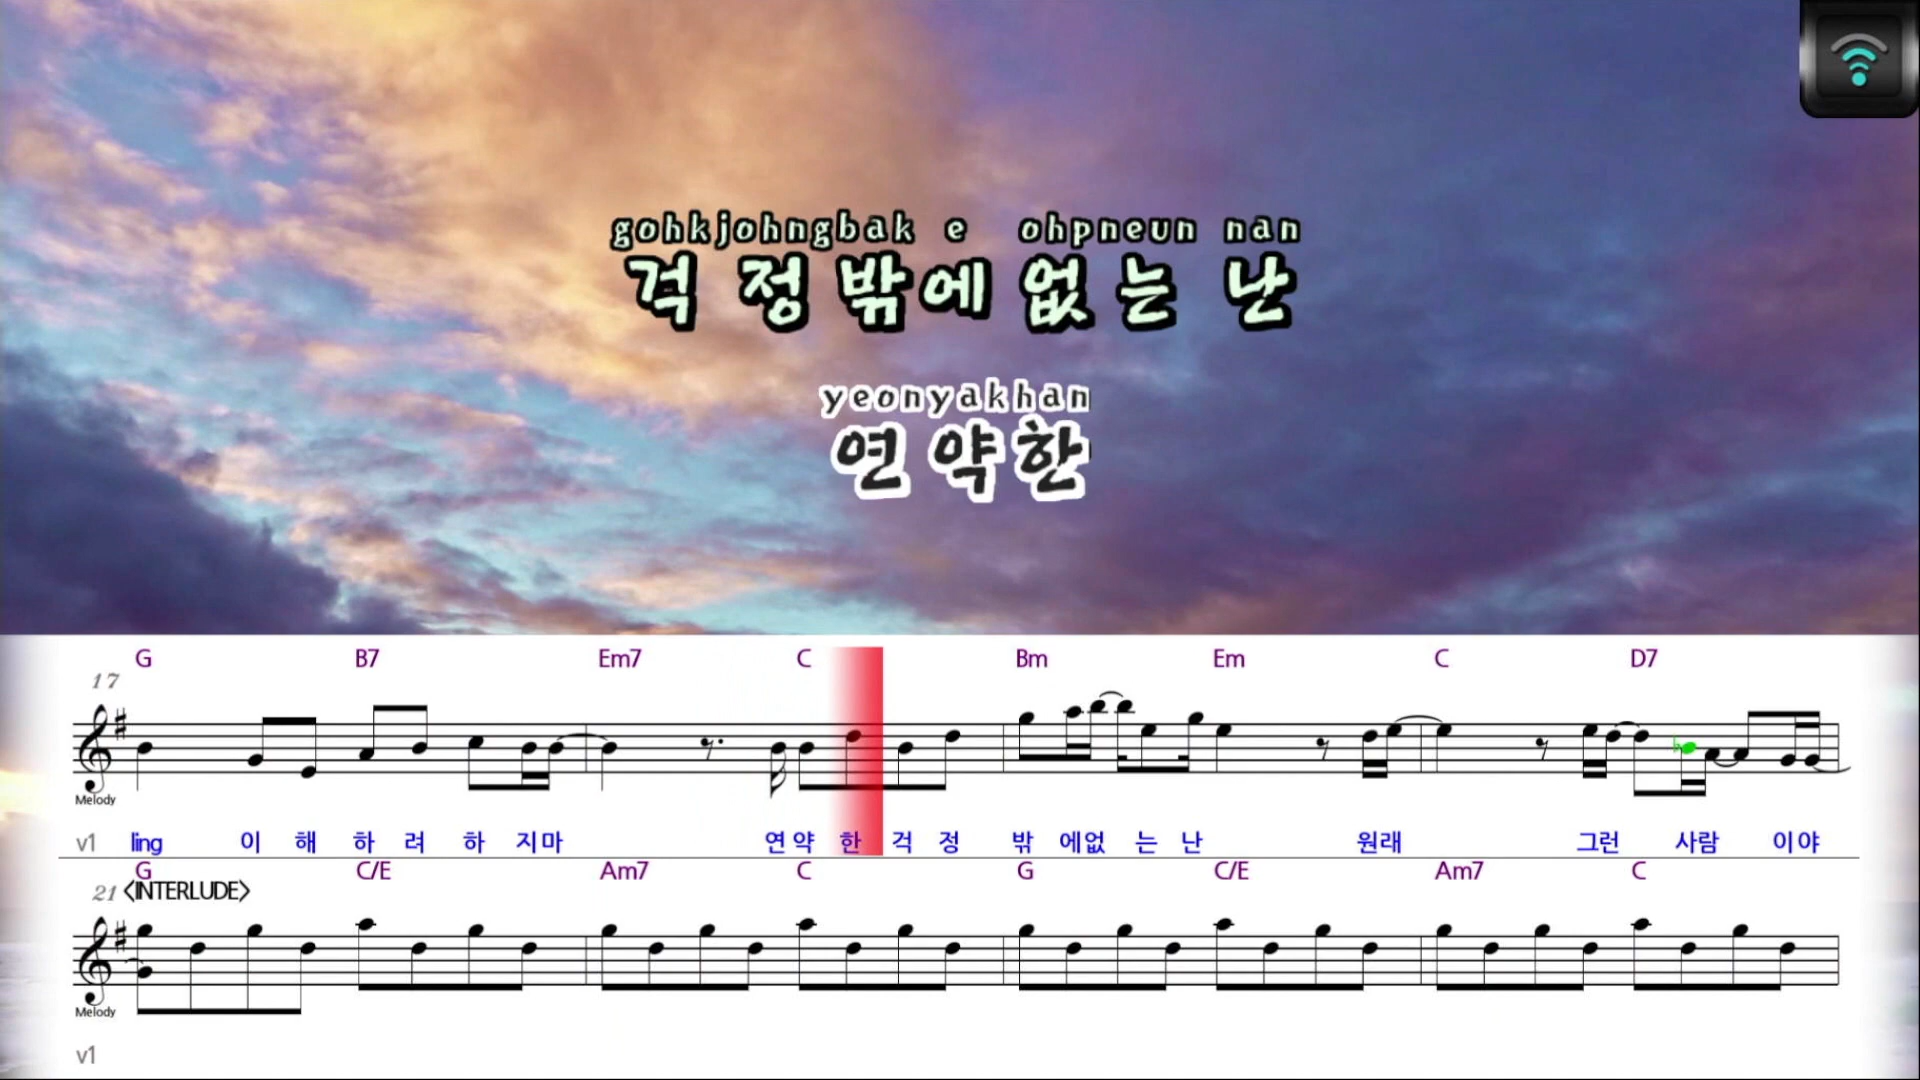 gohkjohngbak e ohpneun nan
걱정밖에없는 난
yeonyakhan
연약한
G B7 Em7 C Bm Em C D7
17
Melody
v1 ling 이 해 하 려 하 지마 연약 한 걱 정 밖 에없 는 난 원래 그런 사람 이야
G C/E Am7 C G C/E Am7 C
21 <INTERLUDE>
Melody
v1